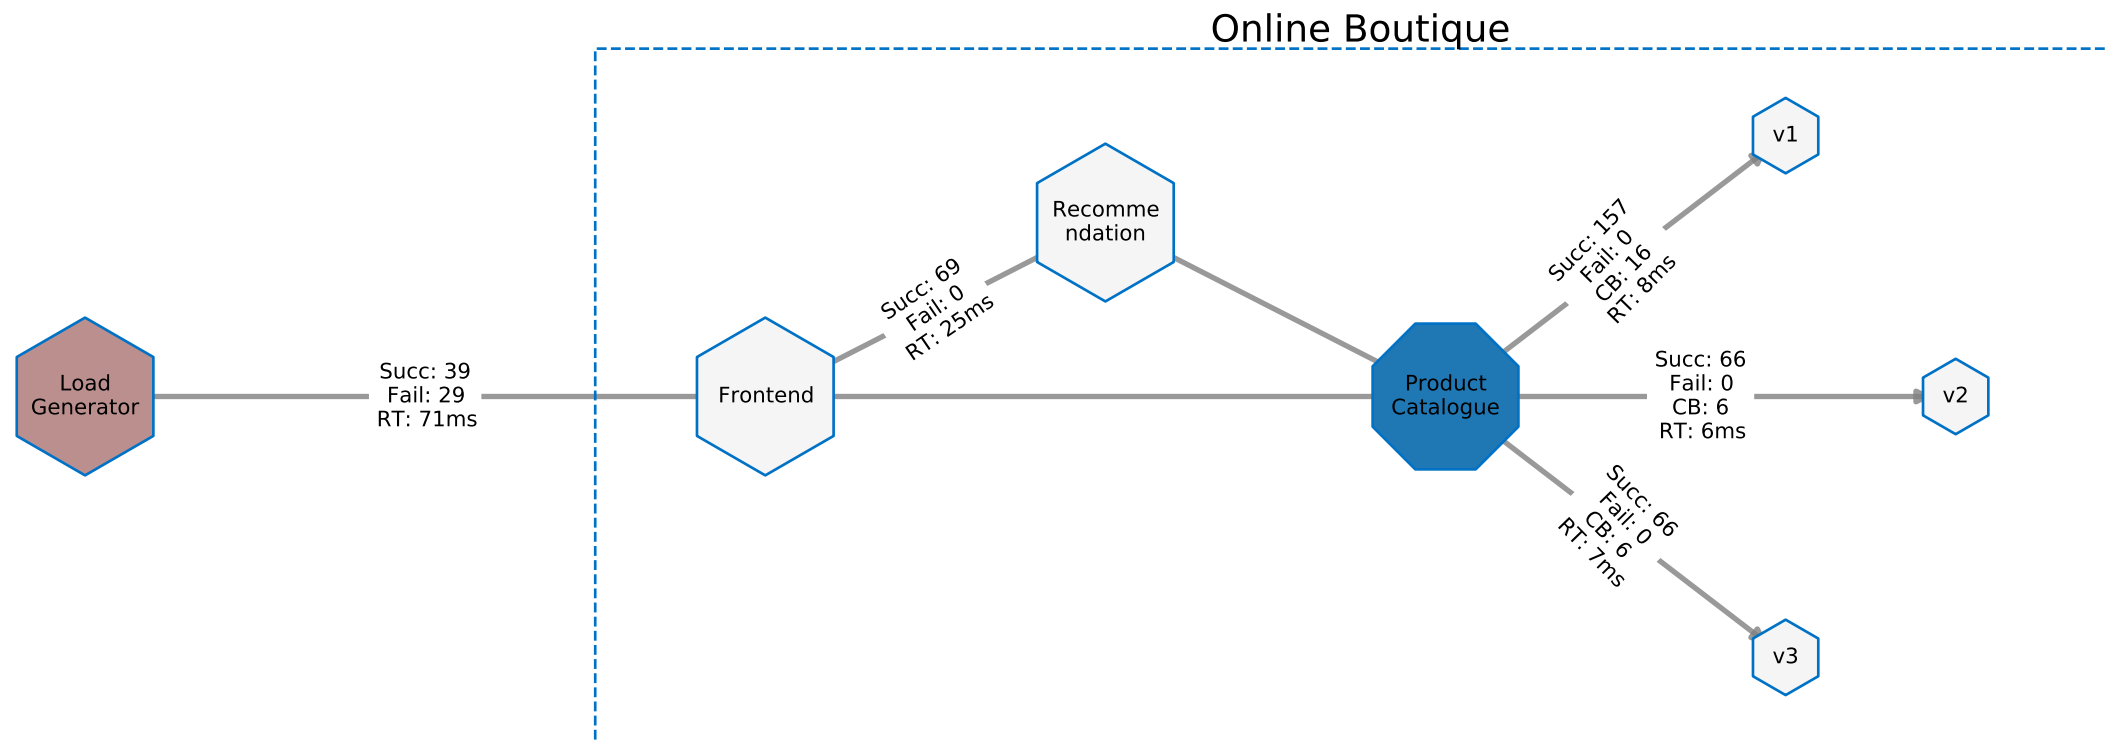 Online Boutique
Load
Generator
Succ: 39
Fail: 29
RT: 71ms
Frontend
Succ: 69
Fail: 0
RT: 25ms
Recomme
ndation
Product
Catalogue
Succ: 157
Fail: 0
CB: 16
RT: 8ms
v1
Succ: 66
Fail: 0
CB: 6
RT: 6ms
v2
Succ: 66
Fail: 0
CB: 6
RT: 7ms
v3